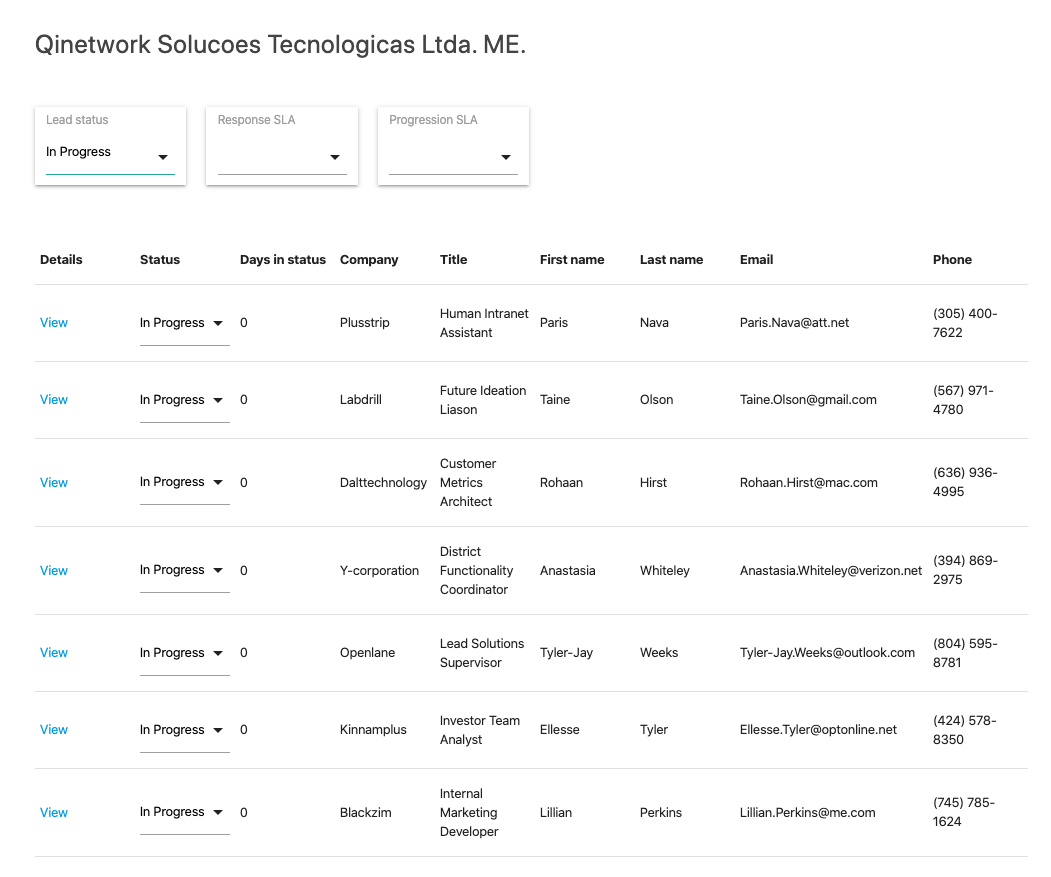 Qinetwork Solucoes Tecnologicas Ltda. ME.
Lead status Response SLA Progression SLA
In Progress
Details Status Days in status Company Title First name Last name Email Phone
View In Progress 0 Plusstrip Human Intranet Assistant Paris Nava Paris.Nava@att.net (305) 400-7622
View In Progress 0 Labdrill Future Ideation Liason Taine Olson Taine.Olson@gmail.com (567) 971-4780
View In Progress 0 Dalttechnology Customer Metrics Architect Rohaan Hirst Rohaan.Hirst@mac.com (636) 936-4995
View In Progress 0 Y-corporation District Functionality Coordinator Anastasia Whiteley Anastasia.Whiteley@verizon.net (394) 869-2975
View In Progress 0 Openlane Lead Solutions Supervisor Tyler-Jay Weeks Tyler-Jay.Weeks@outlook.com (804) 595-8781
View In Progress 0 Kinnamplus Investor Team Analyst Ellesse Tyler Ellesse.Tyler@optonline.net (424) 578-8350
View In Progress 0 Blackzim Internal Marketing Developer Lillian Perkins Lillian.Perkins@me.com (745) 785-1624